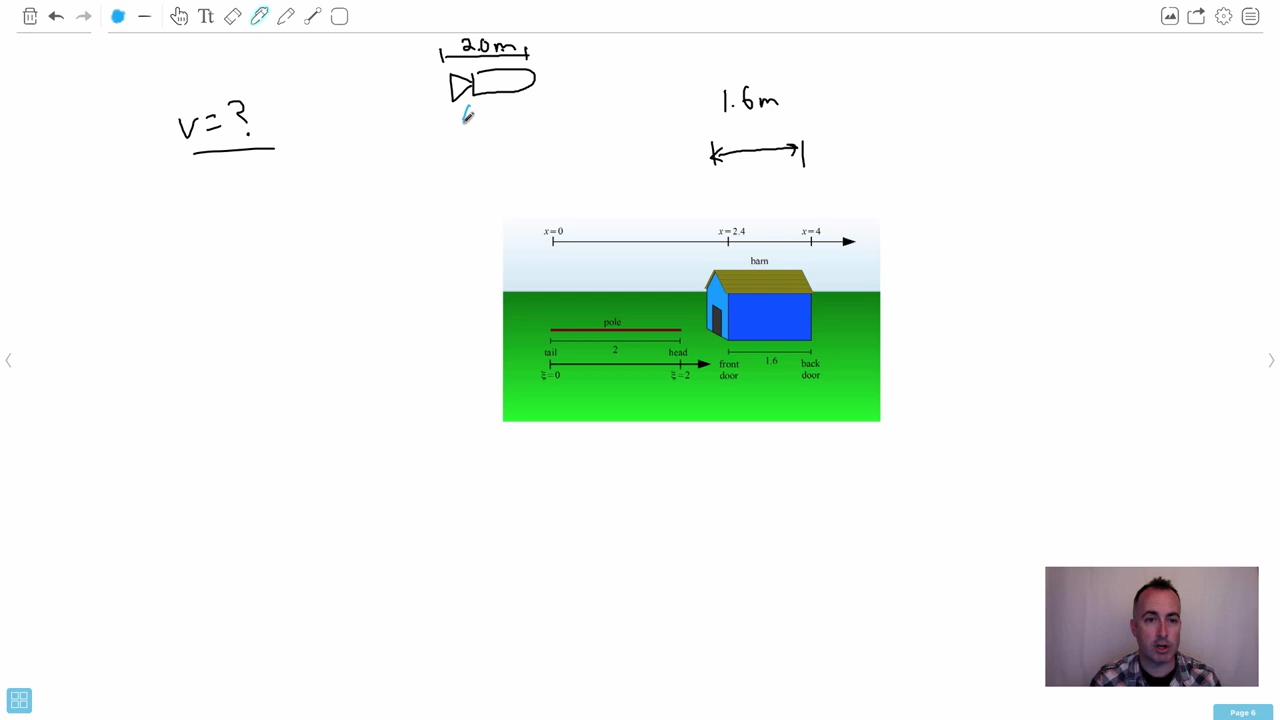 Tt
2.0m
v=?
1.6m
x=0 x=2.4 x=4
barn
pole
2
tail head
ξ=0 ξ=2
1.6
front door
back door
Page 6